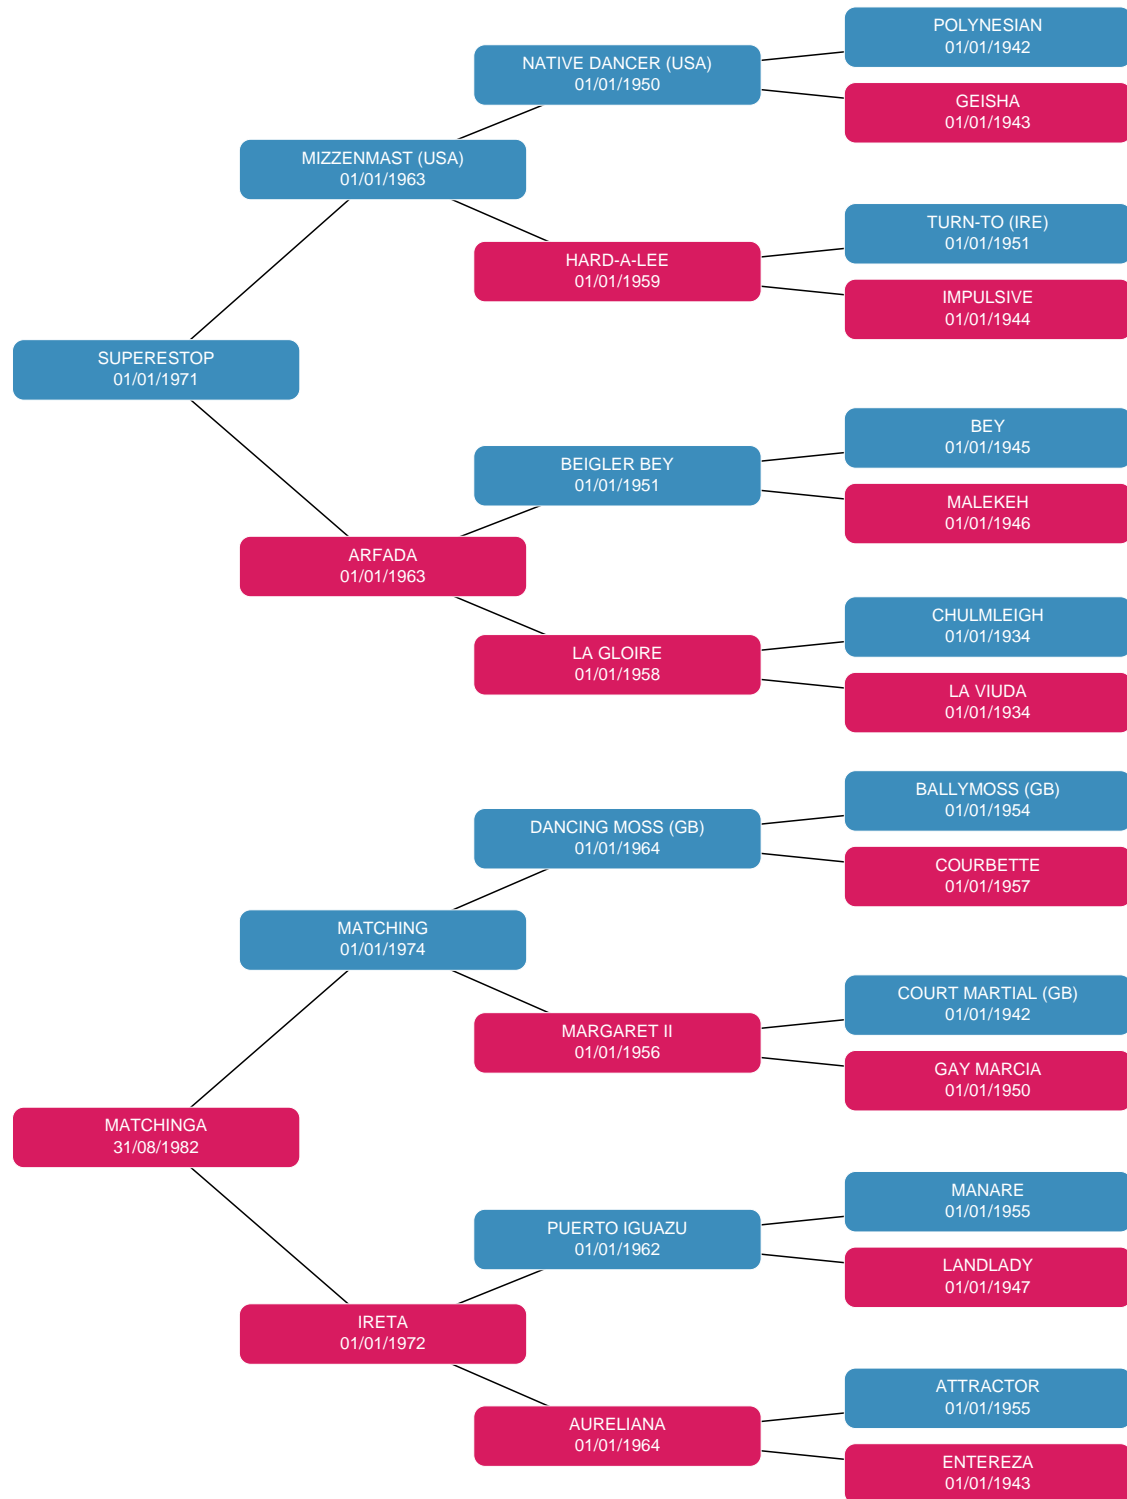 POLYNESIAN
01/01/1942
NATIVE DANCER (USA)
01/01/1950
GEISHA
01/01/1943
MIZZENMAST (USA)
01/01/1963
TURN-TO (IRE)
01/01/1951
HARD-A-LEE
01/01/1959
IMPULSIVE
01/01/1944
SUPERESTOP
01/01/1971
BEY
01/01/1945
BEIGLER BEY
01/01/1951
MALEKEH
01/01/1946
ARFADA
01/01/1963
CHULMLEIGH
01/01/1934
LA GLOIRE
01/01/1958
LA VIUDA
01/01/1934
BALLYMOSS (GB)
01/01/1954
DANCING MOSS (GB)
01/01/1964
COURBETTE
01/01/1957
MATCHING
01/01/1974
COURT MARTIAL (GB)
01/01/1942
MARGARET II
01/01/1956
GAY MARCIA
01/01/1950
MATCHINGA
31/08/1982
MANARE
01/01/1955
PUERTO IGUAZU
01/01/1962
LANDLADY
01/01/1947
IRETA
01/01/1972
ATTRACTOR
01/01/1955
AURELIANA
01/01/1964
ENTEREZA
01/01/1943